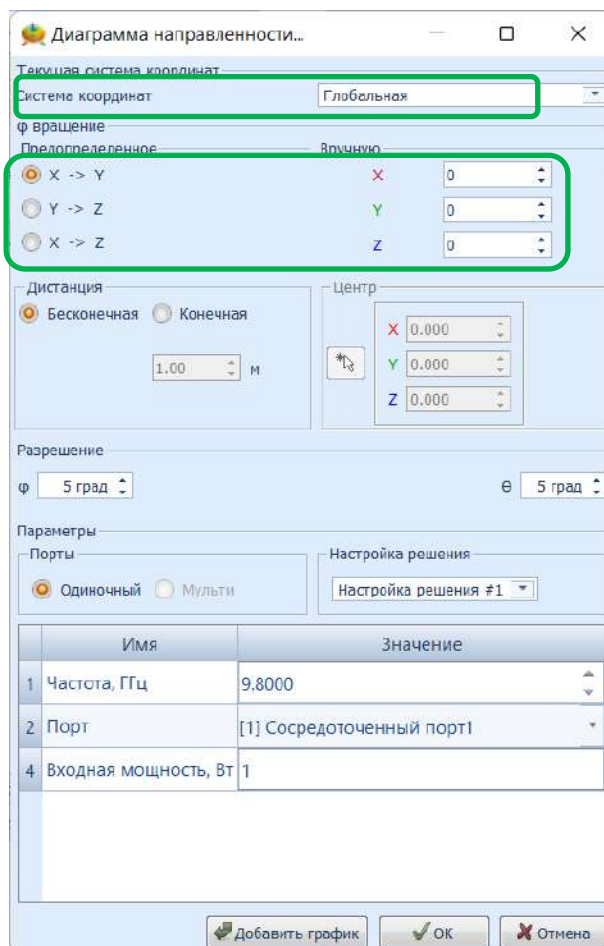 Диаграмма направленности...
Текущая система координат
Система координат Глобальная
φ вращение
Предопределенное Вручную
X -> Y X 0
Y -> Z Y 0
X -> Z Z 0
Дистанция Центр
Бесконечная Конечная X 0.000
1.00 м Y 0.000
Z 0.000
Разрешение
φ 5 град θ 5 град
Параметры
Порты Настройка решения
Одиночный Мульти Настройка решения #1
Имя Значение
1 Частота, ГГц 9.8000
2 Порт [1] Сосредоточенный порт1
4 Входная мощность, Вт 1
Добавить график ОК Отмена